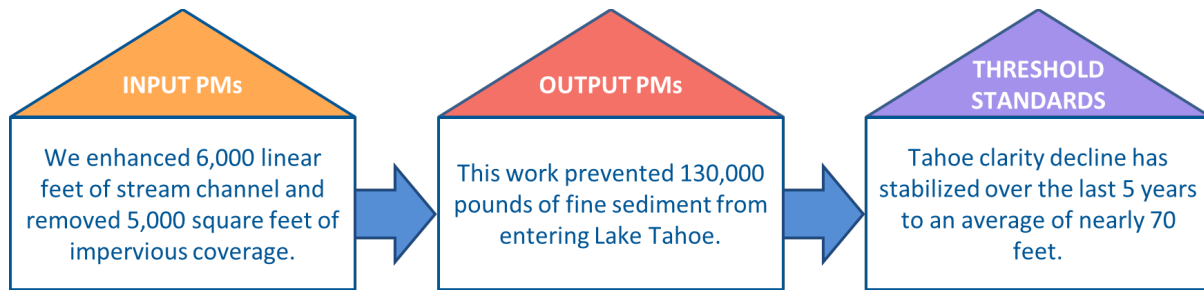 INPUT PMs
We enhanced 6,000 linear
feet of stream channel and
removed 5,000 square feet of
impervious coverage.
OUTPUT PMs
This work prevented 130,000
pounds of fine sediment from
entering Lake Tahoe.
THRESHOLD
STANDARDS
Tahoe clarity decline has
stabilized over the last 5 years
to an average of nearly 70
feet.